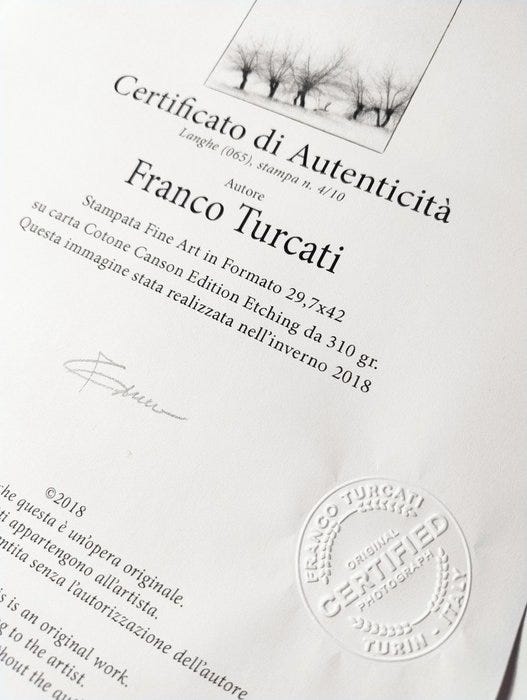 Certificato di Autenticità
Langhe (065), stampa n. 4/10
Autore
Franco Turcati
Stampata Fine Art in Formato 29,7x42
su carta Cotone Canson Edition Etching da 310 gr.
Questa immagine stata realizzata nell'inverno 2018
©2018
che questa è un'opera originale.
ti appartengono all'artista.
senza l'autorizzazione dell'autore
is an original work.
to the artist.
FRANCO TURCATI
ORIGINAL
CERTIFIED
PHOTOGRAPH
TURIN - ITALY